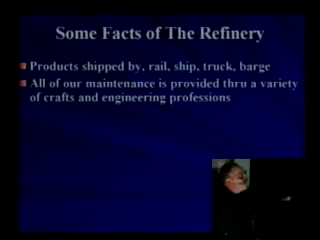 Some Facts of The Refinery
Products shipped by, rail, ship, truck, barge
All of our maintenance is provided thru a variety
of crafts and engineering professions